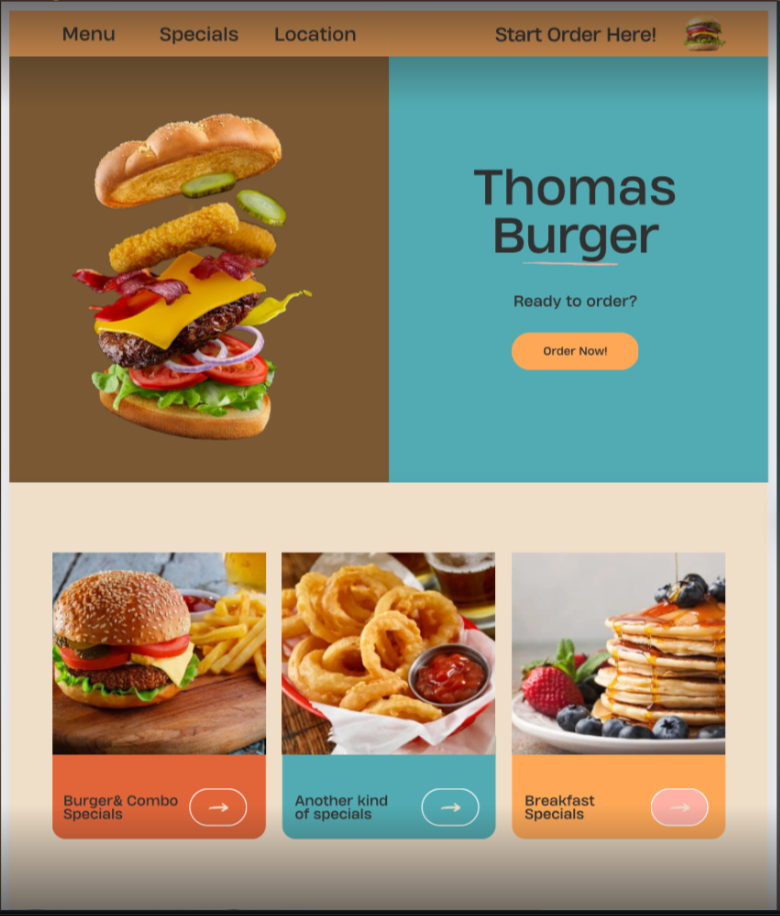 Menu Specials Location Start Order Here!
Thomas
Burger
Ready to order?
Order Now!
Burger& Combo
Specials
Another kind
of specials
Breakfast
Specials